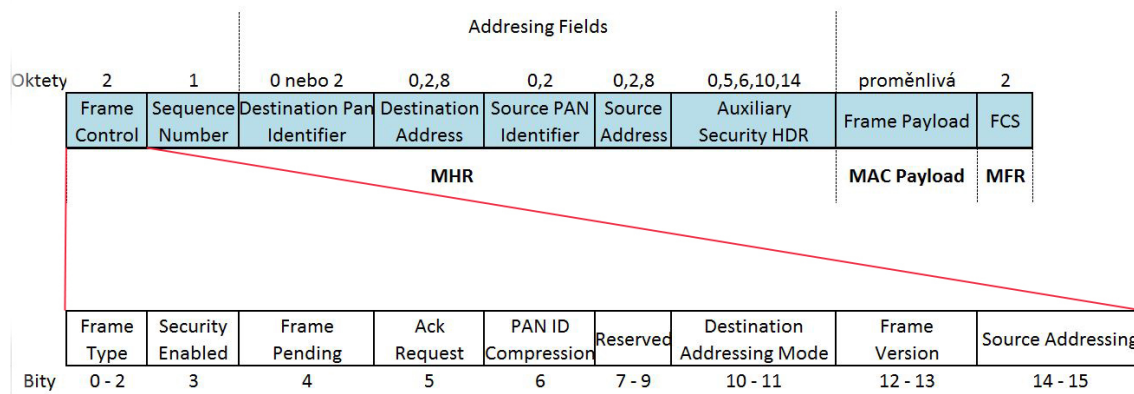 Addresing Fields
Oktety 2 1 0 nebo 2 0,2,8 0,2 0,2,8 0,5,6,10,14 proměnlivá 2
Frame Sequence Destination Pan Destination Source PAN Source Auxiliary Frame Payload FCS
Control Number Identifier Address Identifier Address Security HDR
MHR MAC Payload MFR
Frame Security Frame Ack PAN ID Reserved Destination Frame Source Addressing
Type Enabled Pending Request Compression Addressing Mode Version
Bity 0 - 2 3 4 5 6 7 - 9 10 - 11 12 - 13 14 - 15